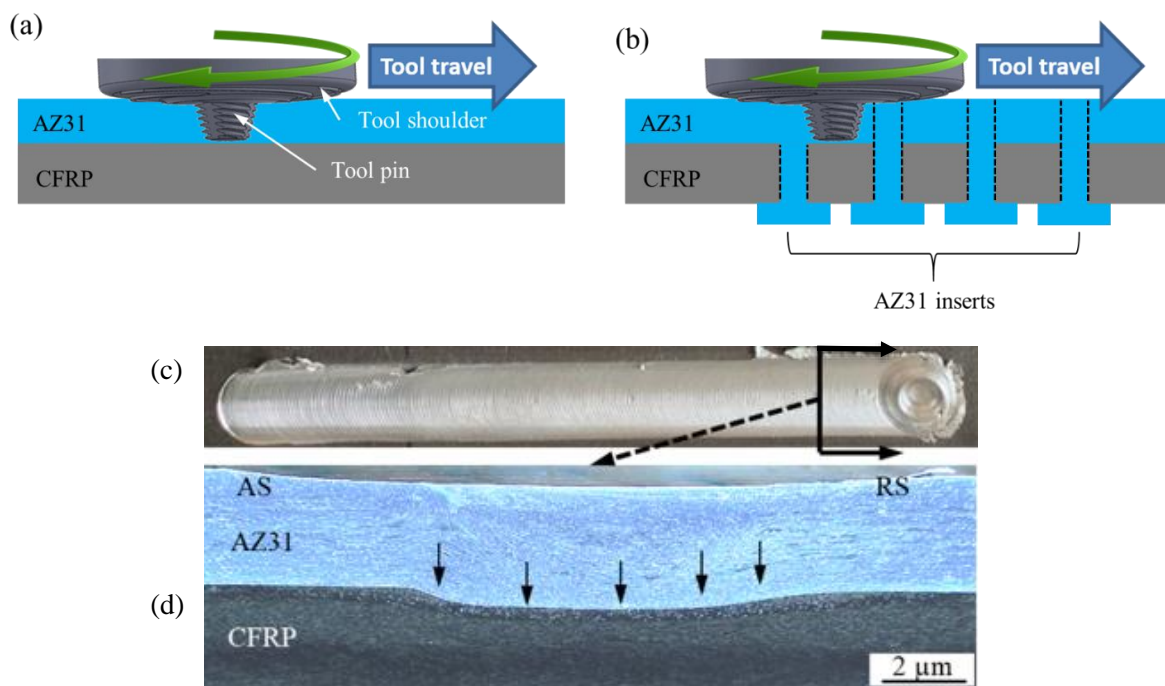 (a)
Tool travel
AZ31
Tool shoulder
CFRP
Tool pin
(b)
Tool travel
AZ31
CFRP
AZ31 inserts
(c)
AS
RS
AZ31
(d)
CFRP
2 µm